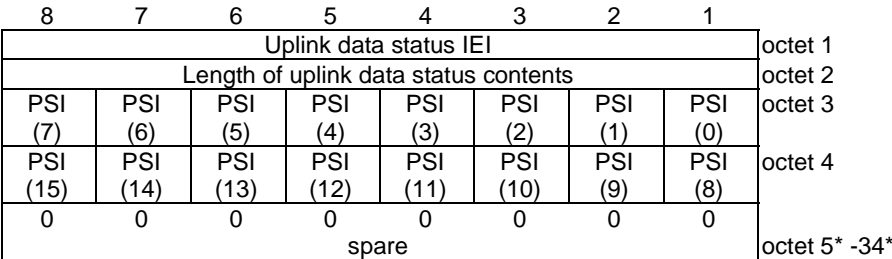 8 7 6 5 4 3 2 1
Uplink data status IEI octet 1
Length of uplink data status contents octet 2
PSI PSI PSI PSI PSI PSI PSI PSI octet 3
(7) (6) (5) (4) (3) (2) (1) (0)
PSI PSI PSI PSI PSI PSI PSI PSI octet 4
(15) (14) (13) (12) (11) (10) (9) (8)
0 0 0 0 0 0 0 0
spare octet 5* -34*